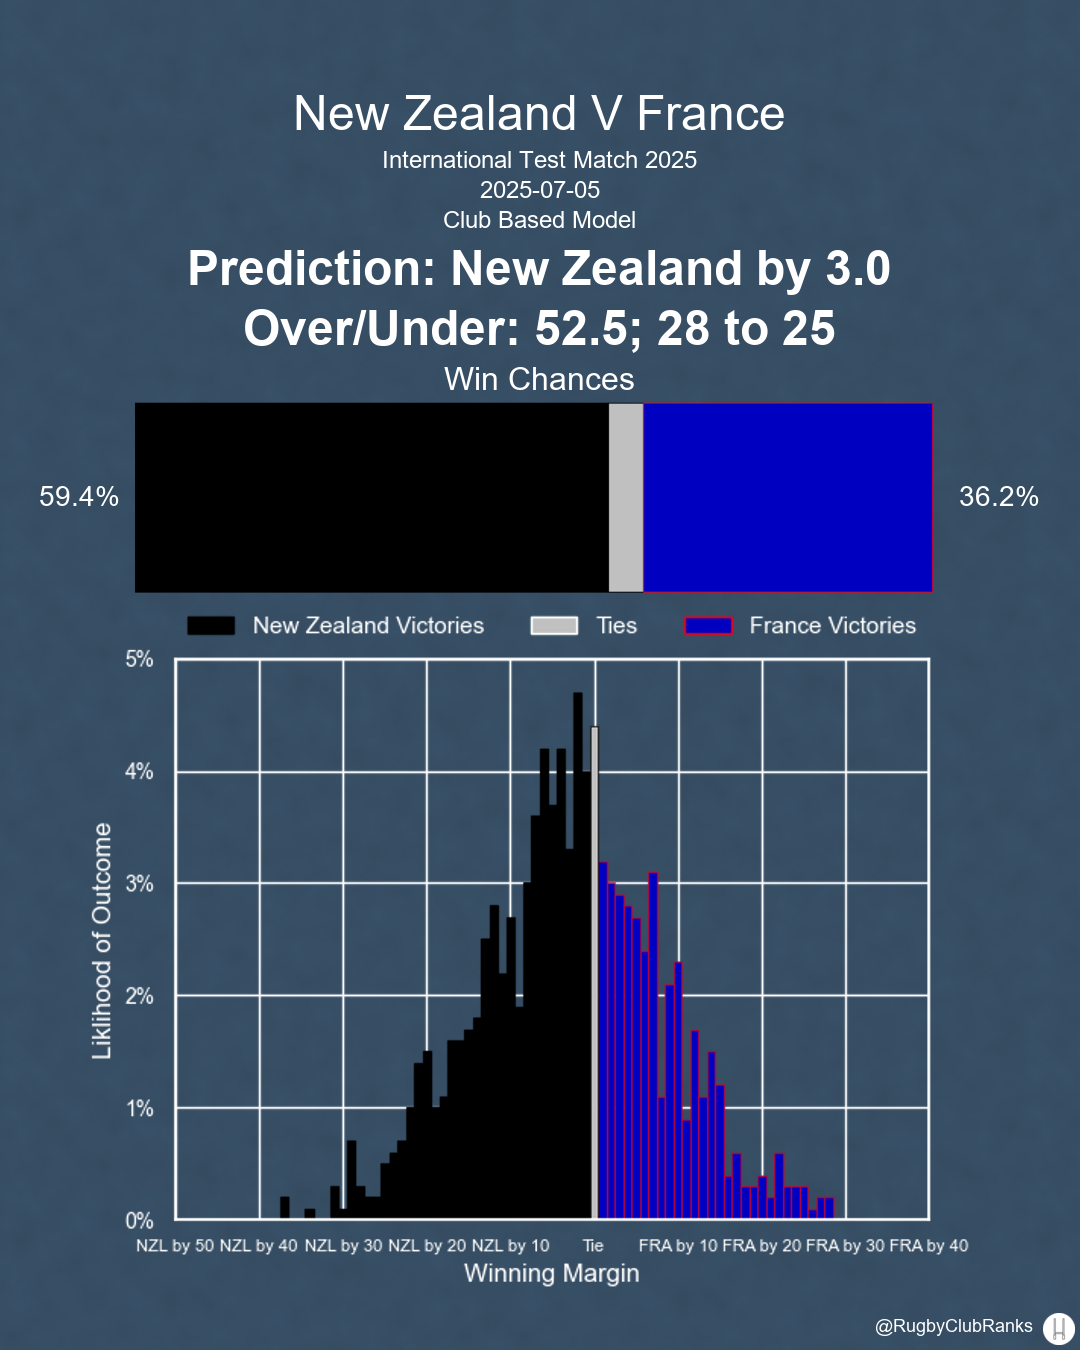 New Zealand V France
International Test Match 2025
2025-07-05
Club Based Model
Prediction: New Zealand by 3.0
Over/Under: 52.5; 28 to 25
Win Chances
59.4%
36.2%
New Zealand Victories
Ties
France Victories
5%
4%
3%
2%
1%
0%
Liklihood of Outcome
NZL by 50 NZL by 40 NZL by 30 NZL by 20 NZL by 10 Tie FRA by 10 FRA by 20 FRA by 30 FRA by 40
Winning Margin
@RugbyClubRanks